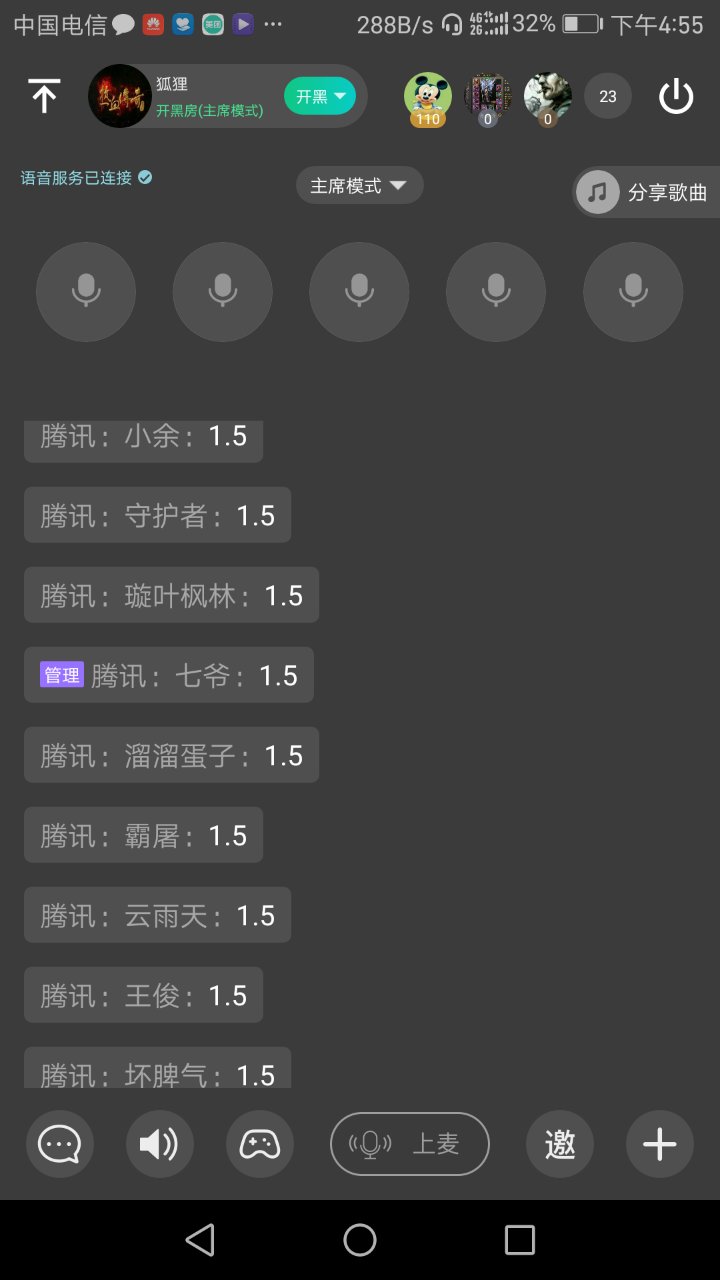 中国电信 288B/s 4G 2G 32% 下午4:55
狐狸
开黑房(主席模式)
开黑
110
0
0
23
语音服务已连接
主席模式
分享歌曲
腾讯：小余：1.5
腾讯：守护者：1.5
腾讯：璇叶枫林：1.5
管理 腾讯：七爷：1.5
腾讯：溜溜蛋子：1.5
腾讯：霸屠：1.5
腾讯：云雨天：1.5
腾讯：王俊：1.5
腾讯：坏脾气：1.5
上麦
邀